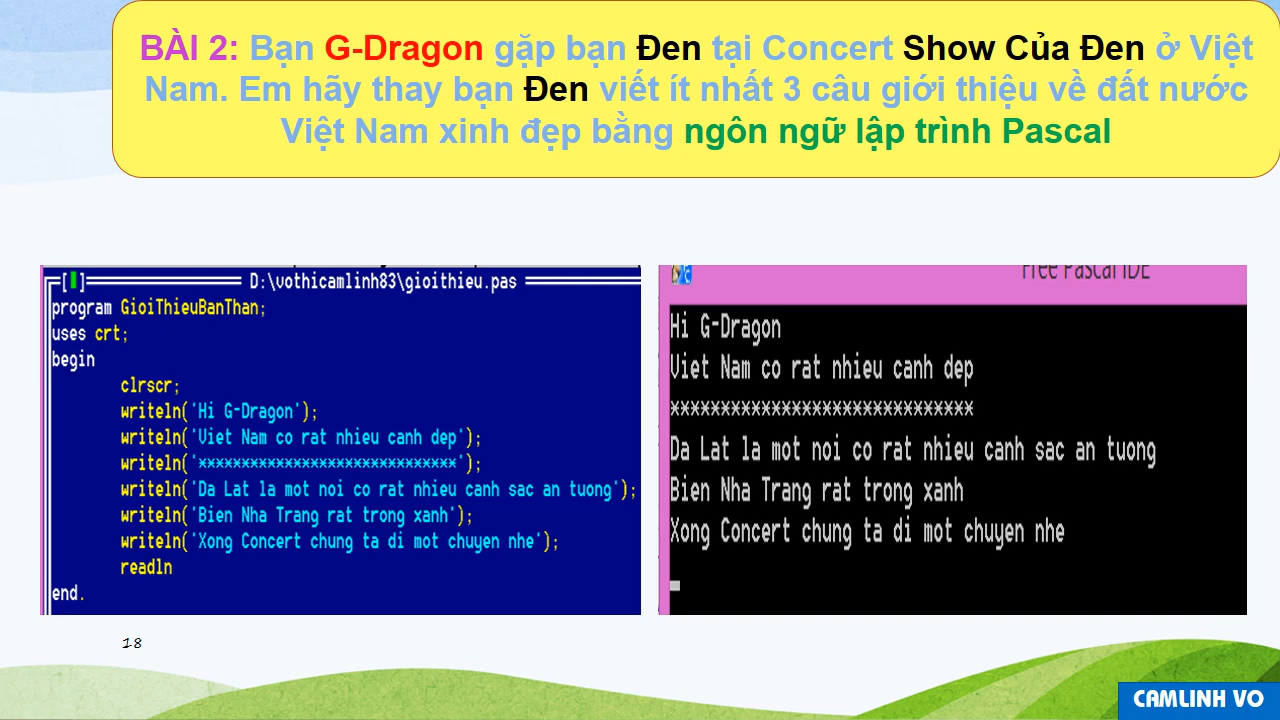 BÀI 2: Bạn G-Dragon gặp bạn Đen tại Concert Show Của Đen ở Việt
Nam. Em hãy thay bạn Đen viết ít nhất 3 câu giới thiệu về đất nước
Việt Nam xinh đẹp bằng ngôn ngữ lập trình Pascal
D:\vothicamlinh83\gioithieu.pas
program GioiThieuBanThan;
uses crt;
begin
clrscr;
writeln('Hi G-Dragon');
writeln('Viet Nam co rat nhieu canh dep');
writeln('******************************');
writeln('Da Lat la mot noi co rat nhieu canh sac an tuong');
writeln('Bien Nha Trang rat trong xanh');
writeln('Xong Concert chung ta di mot chuyen nhe');
readln
end.
Free Pascal IDE
Hi G-Dragon
Viet Nam co rat nhieu canh dep
******************************
Da Lat la mot noi co rat nhieu canh sac an tuong
Bien Nha Trang rat trong xanh
Xong Concert chung ta di mot chuyen nhe
18
CAMLINH VO